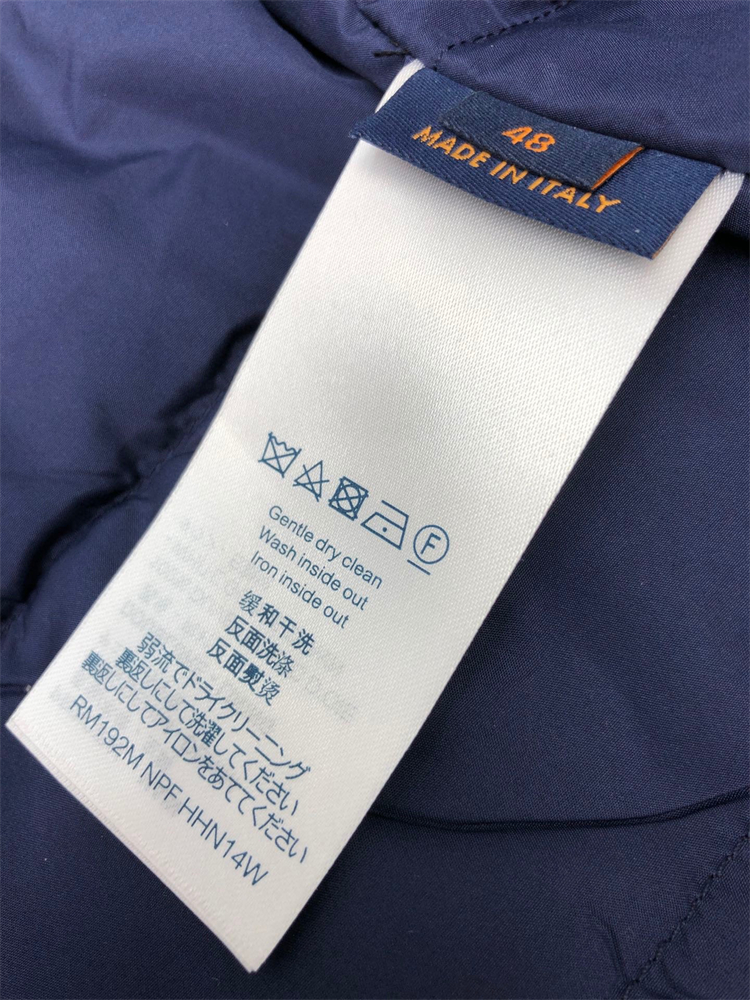 48
MADE IN ITALY
F
Gentle dry clean
Wash inside out
Iron inside out
缓和干洗
反面洗涤
反面熨烫
弱流でドライクリーニング
裏返しにして洗濯してください
裏返しにしてアイロンをあててください
RM192M NPF HHN14W